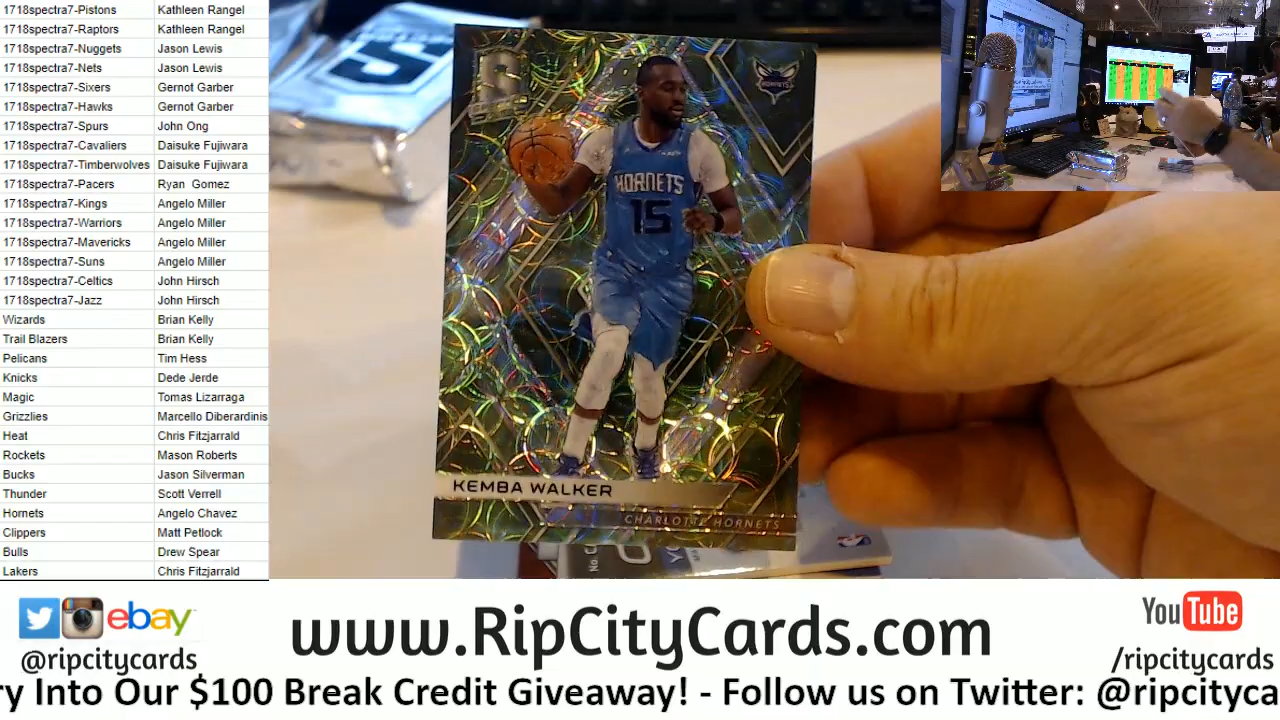 1718spectra7-Pistons Kathleen Rangel
1718spectra7-Raptors Kathleen Rangel
1718spectra7-Nuggets Jason Lewis
1718spectra7-Nets Jason Lewis
1718spectra7-Sixers Gernot Garber
1718spectra7-Hawks Gernot Garber
1718spectra7-Spurs John Ong
1718spectra7-Cavaliers Daisuke Fujiwara
1718spectra7-Timberwolves Daisuke Fujiwara
1718spectra7-Pacers Ryan Gomez
1718spectra7-Kings Angelo Miller
1718spectra7-Warriors Angelo Miller
1718spectra7-Mavericks Angelo Miller
1718spectra7-Suns Angelo Miller
1718spectra7-Celtics John Hirsch
1718spectra7-Jazz John Hirsch
Wizards Brian Kelly
Trail Blazers Brian Kelly
Pelicans Tim Hess
Knicks Dede Jerde
Magic Tomas Lizarraga
Grizzlies Marcello Diberardinis
Heat Chris Fitzjarrald
Rockets Mason Roberts
Bucks Jason Silverman
Thunder Scott Verrell
Hornets Angelo Chavez
Clippers Matt Petlock
Bulls Drew Spear
Lakers Chris Fitzjarrald
HORNETS
HORNETS
15
KEMBA WALKER
CHARLOTTE HORNETS
No.
ebay
@ripcitycards
www.RipCityCards.com
YouTube
/ripcitycards
ry Into Our $100 Break Credit Giveaway! - Follow us on Twitter: @ripcityca